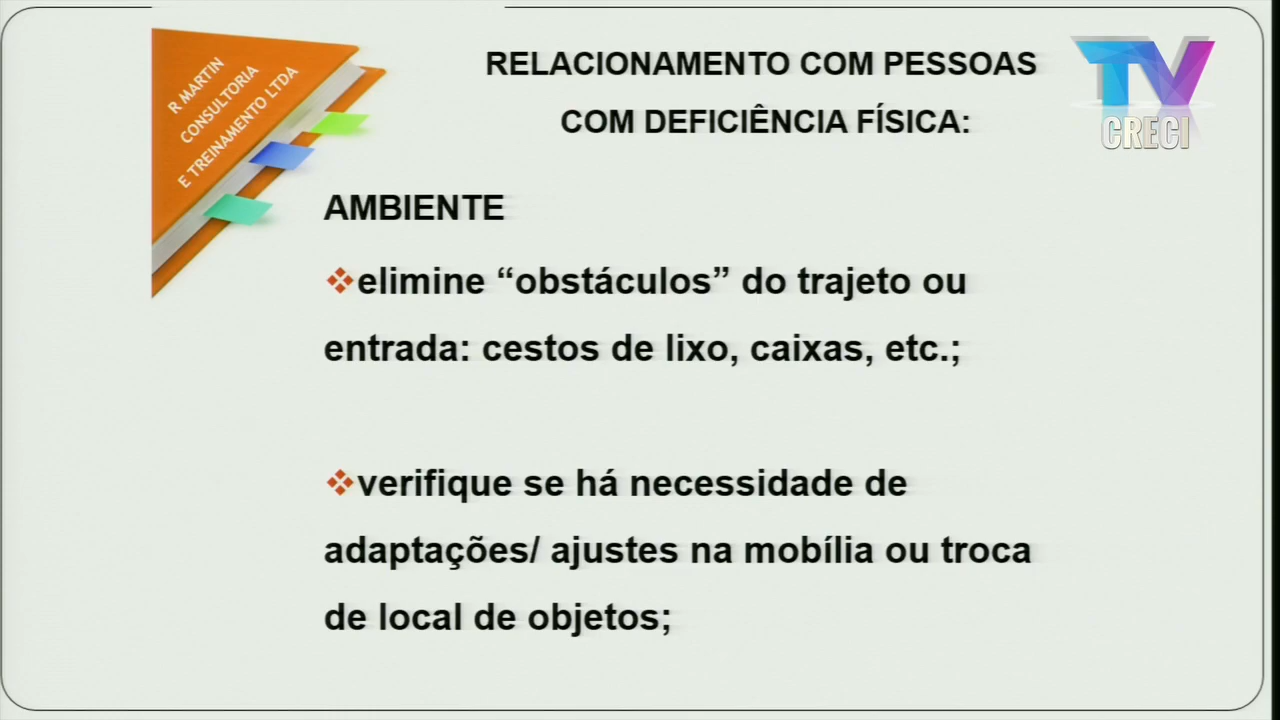 R MARTIN
CONSULTORIA
E TREINAMENTO LTDA
RELACIONAMENTO COM PESSOAS
COM DEFICIÊNCIA FÍSICA:
TV
CRECI
AMBIENTE
❖elimine “obstáculos” do trajeto ou
entrada: cestos de lixo, caixas, etc.;
❖verifique se há necessidade de
adaptações/ ajustes na mobília ou troca
de local de objetos;